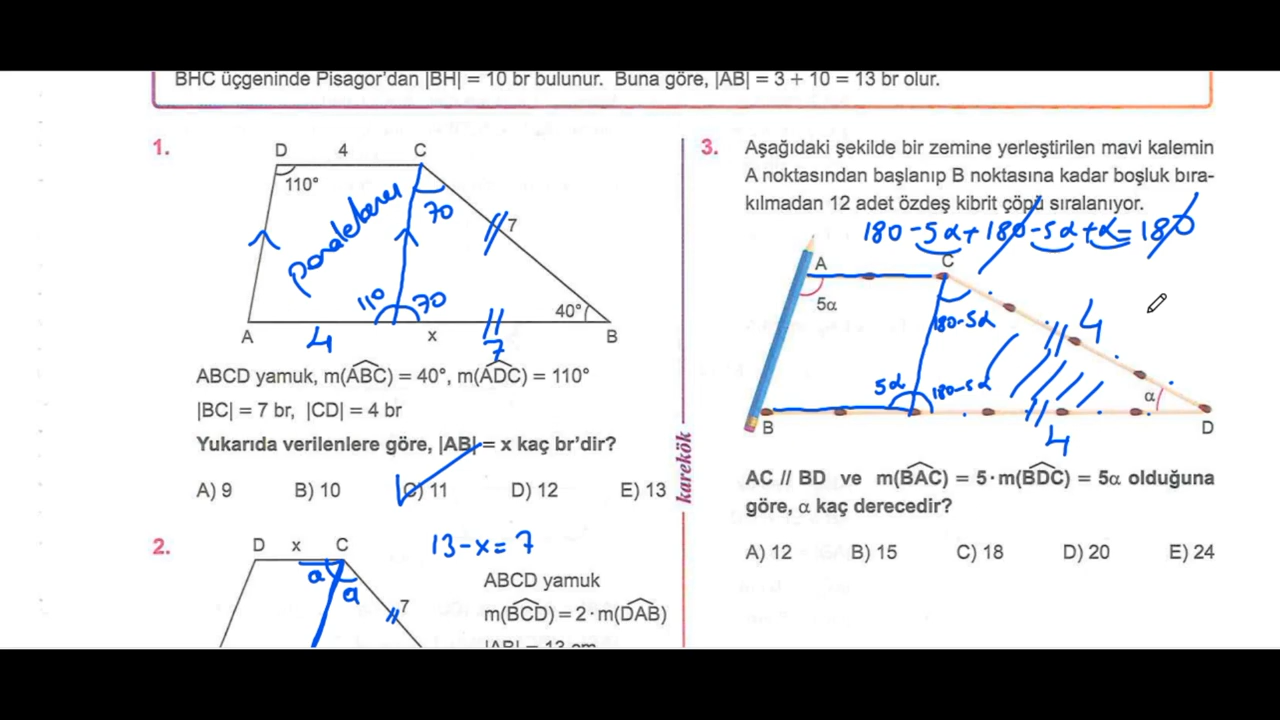 BHC üçgeninde Pisagor'dan |BH| = 10 br bulunur. Buna göre, |AB| = 3 + 10 = 13 br olur.
1.
D 4 C
110°
70
7
paralelkenar
110 70
40°
A 4 x 7 B
ABCD yamuk, m(ABC) = 40°, m(ADC) = 110°
|BC| = 7 br, |CD| = 4 br
Yukarıda verilenlere göre, |AB| = x kaç br'dir?
A) 9 B) 10 C) 11 D) 12 E) 13
2.
D x C
13-x=7
a a
7
ABCD yamuk
m(BCD) = 2·m(DAB)
|AB| = 13 cm
karekök
3.
Aşağıdaki şekilde bir zemine yerleştirilen mavi kalemin
A noktasından başlanıp B noktasına kadar boşluk bıra-
kılmadan 12 adet özdeş kibrit çöpü sıralanıyor.
180-5α+180-5α+α=180
A C
5α
180-5α
4
5α 180-5α
α
B 4 D
AC // BD ve m(BAC) = 5·m(BDC) = 5α olduğuna
göre, α kaç derecedir?
A) 12 B) 15 C) 18 D) 20 E) 24